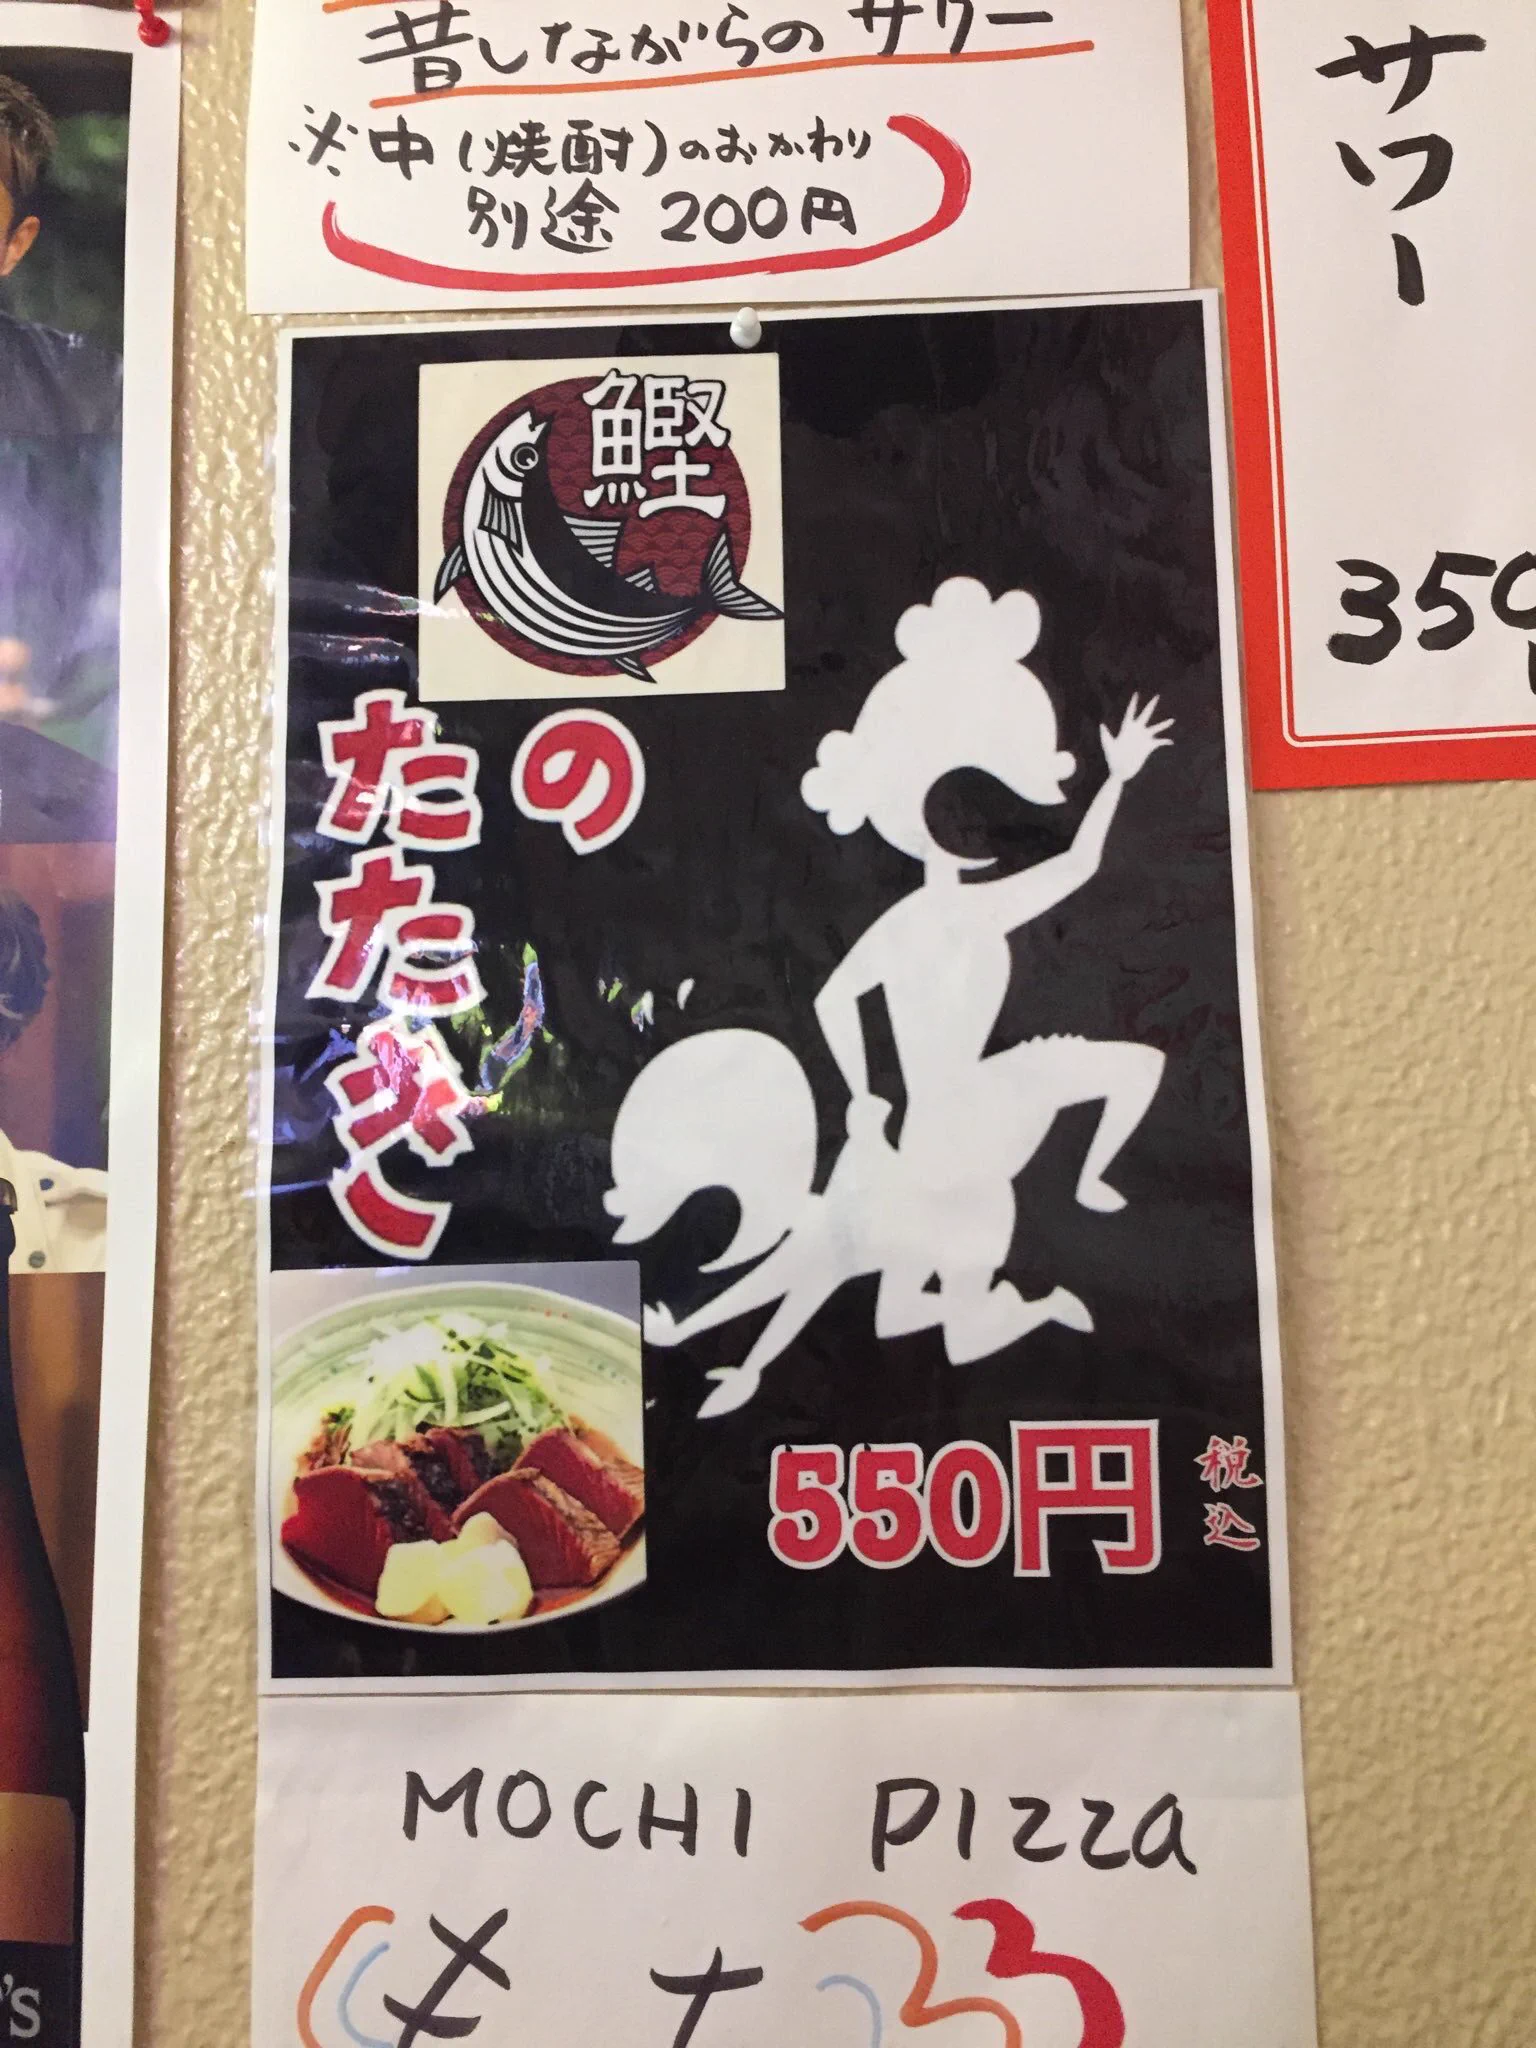 昔しながらのサワー
※中(焼酎)のおかわり
別途 200円
サワー
350
鰹
の
たたき
550円
税込
MOCHI PIZZA
's